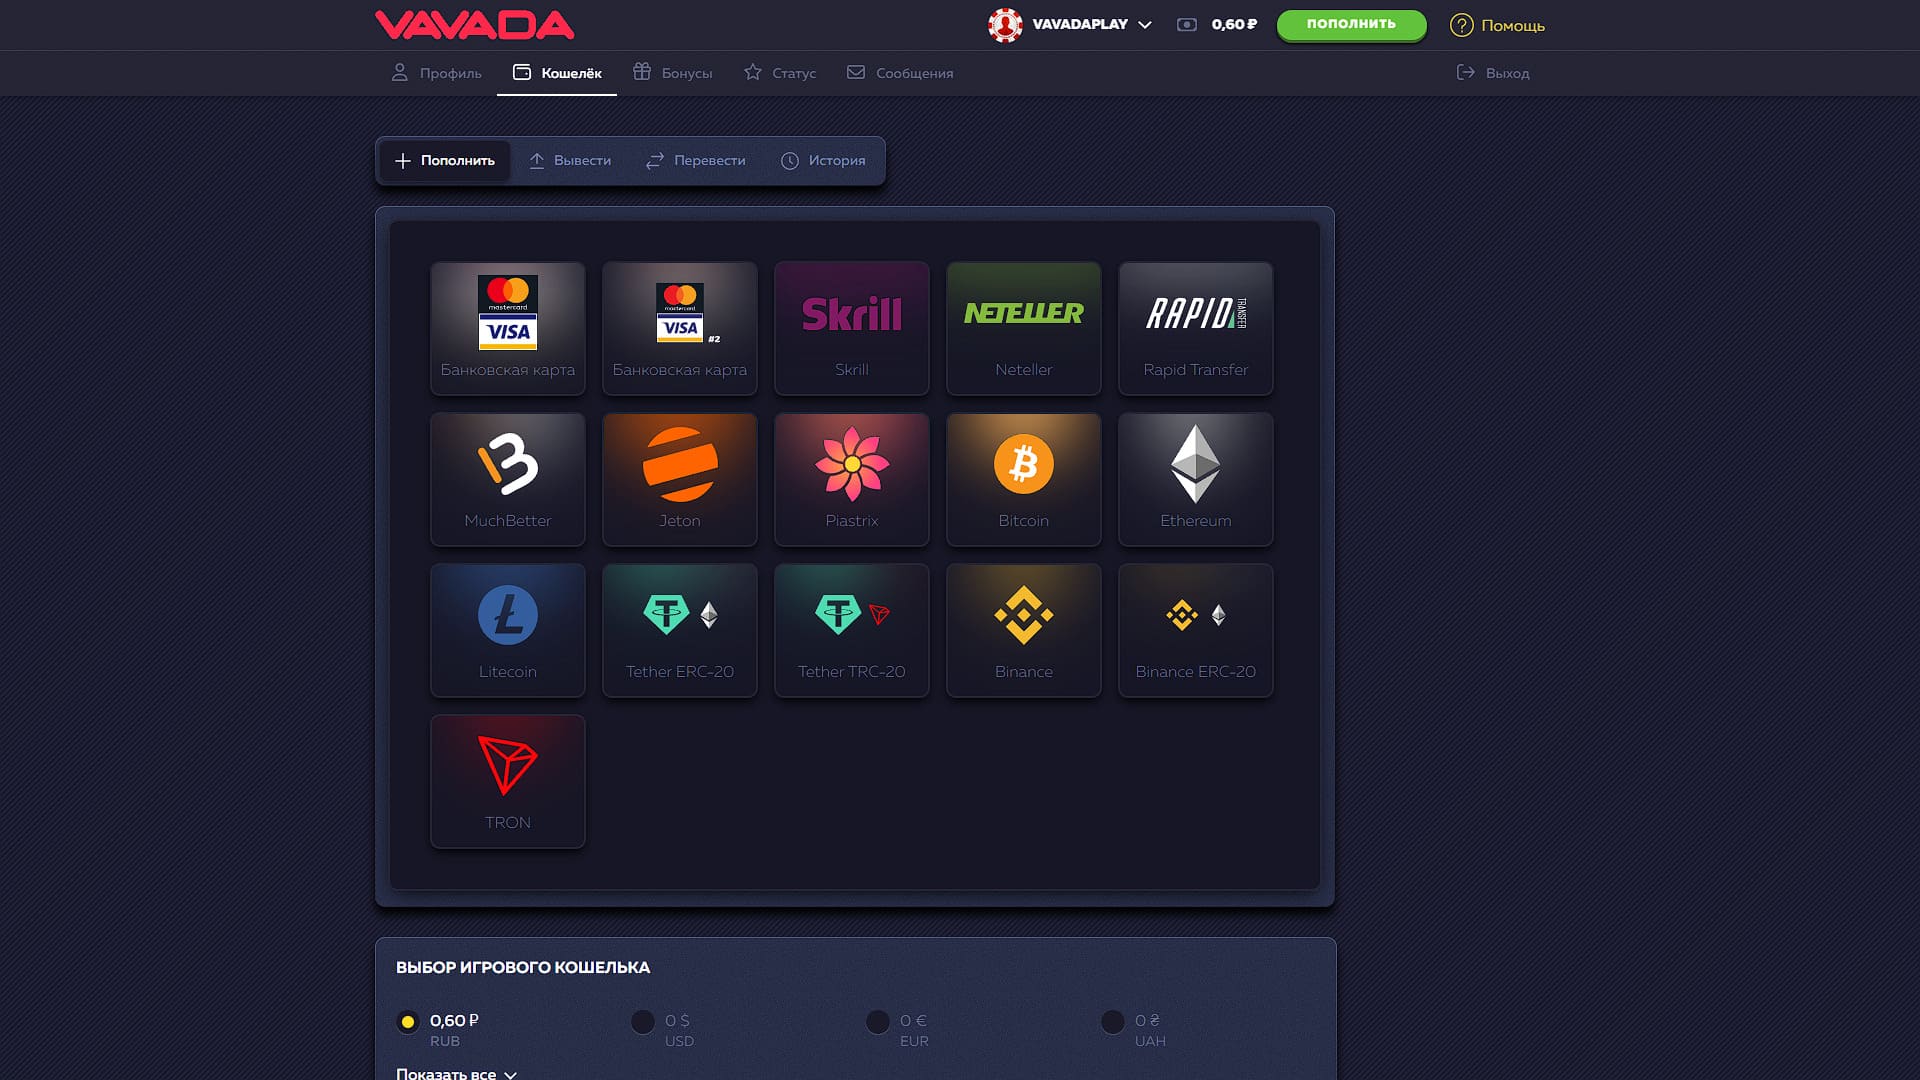 VAVADA
VAVADAPLAY
0,60 ₽
ПОПОЛНИТЬ
Помощь
Профиль
Кошелёк
Бонусы
Статус
Сообщения
Выход
Пополнить
Вывести
Перевести
История
mastercard
VISA
Банковская карта
mastercard
VISA
#2
Банковская карта
Skrill
Skrill
NETELLER
Neteller
RAPID TRANSFER
Rapid Transfer
MuchBetter
Jeton
Piastrix
Bitcoin
Ethereum
Litecoin
Tether ERC-20
Tether TRC-20
Binance
Binance ERC-20
TRON
ВЫБОР ИГРОВОГО КОШЕЛЬКА
0,60 ₽
RUB
0 $
USD
0 €
EUR
0 ₴
UAH
Показать все